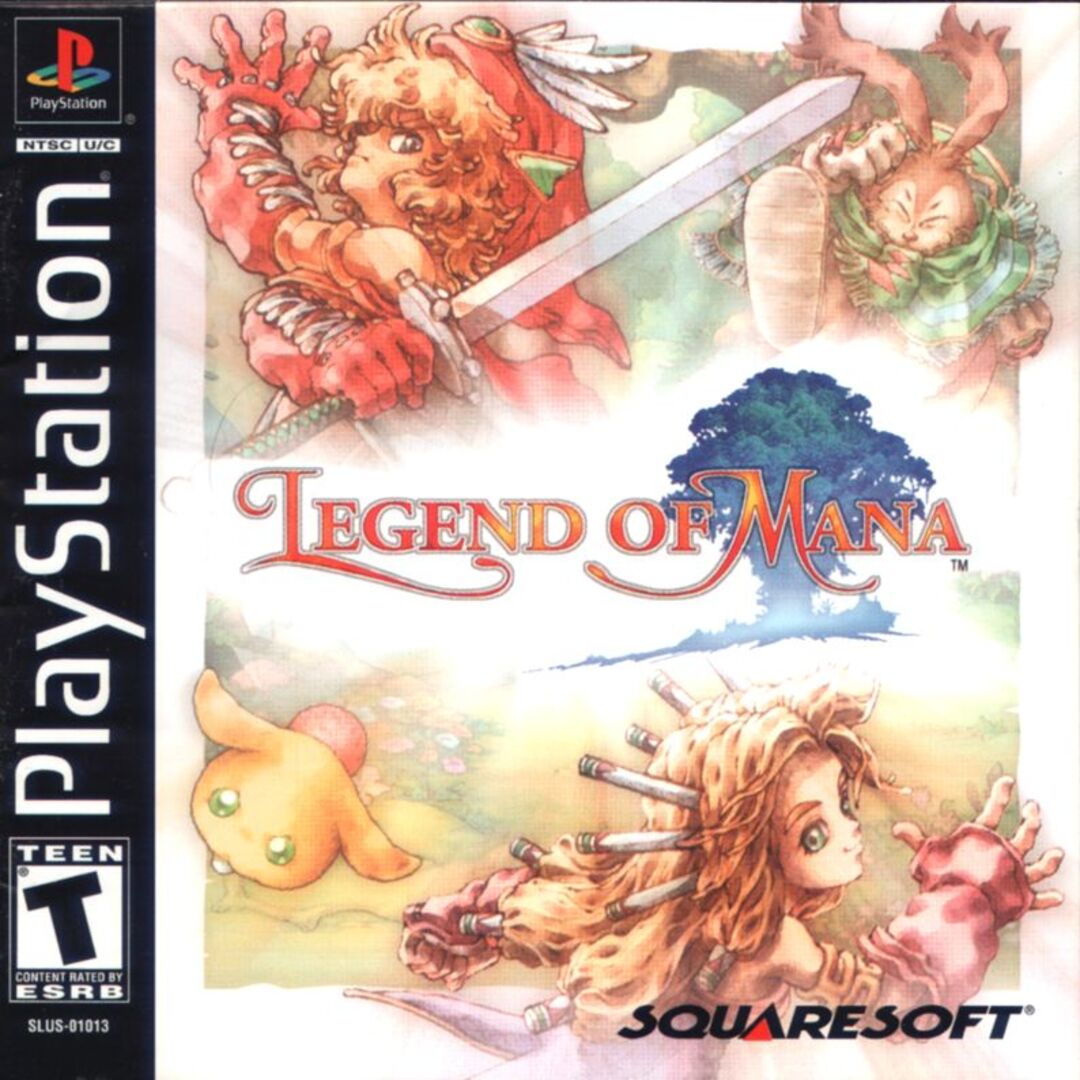 PlayStation
®
NTSC U/C
PlayStation®
LEGEND OF MANA
™
TEEN
T
®
CONTENT RATED BY
ESRB
SLUS-01013
SQUARESOFT®